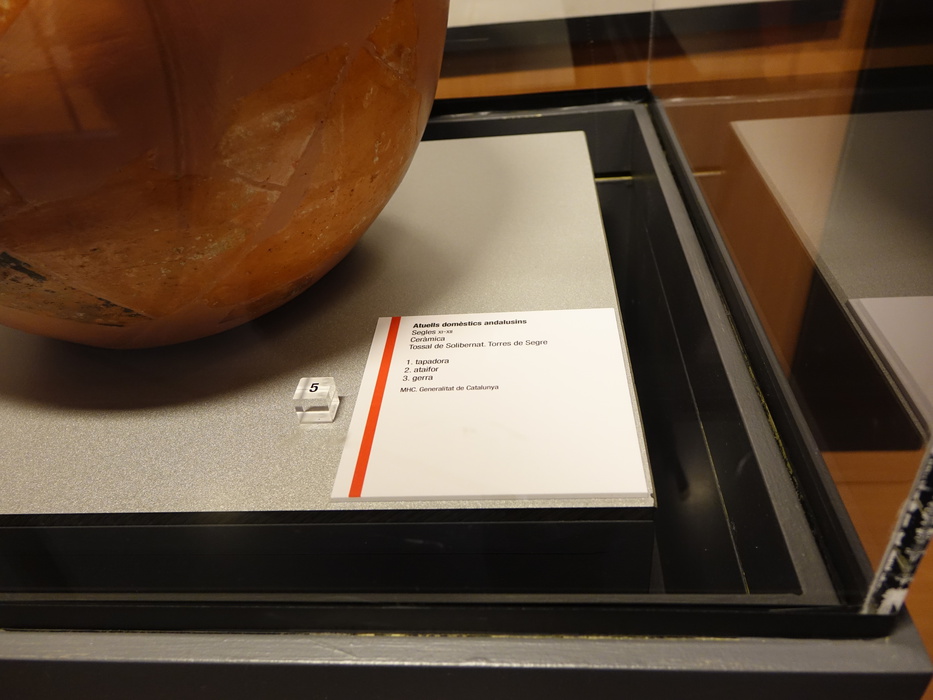 Atuells domèstics andalusins
Segles XI-XII
Ceràmica
Tossal de Solibernat. Torres de Segre
1. tapadora
2. ataifor
3. gerra
MHC. Generalitat de Catalunya
5